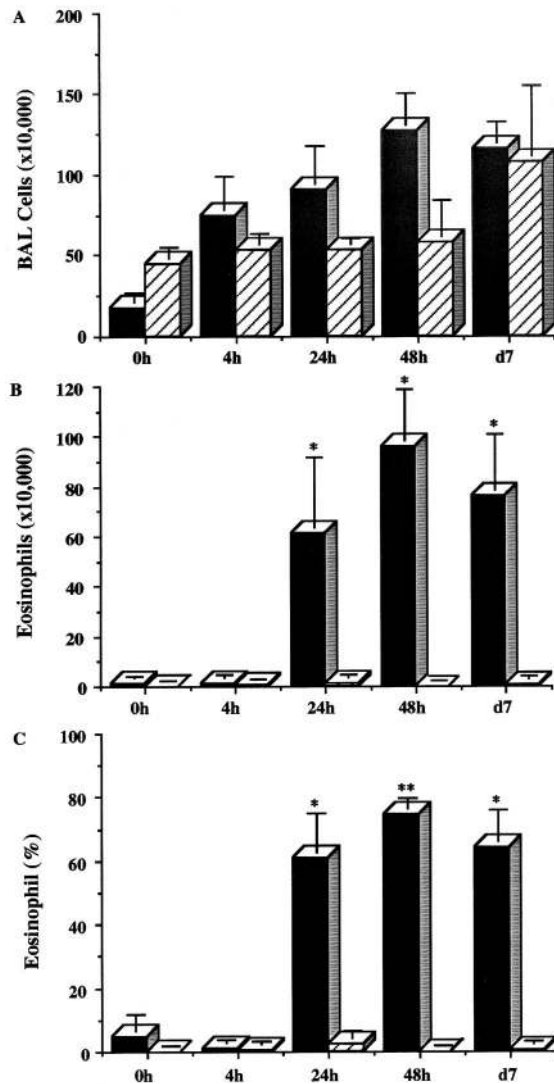 A
BAL Cells (x10,000)
200
150
100
50
0
0h 4h 24h 48h d7
B
Eosinophils (x10,000)
120
100
80
60
40
20
0
* * *
0h 4h 24h 48h d7
C
Eosinophil (%)
100
80
60
40
20
0
* ** *
0h 4h 24h 48h d7